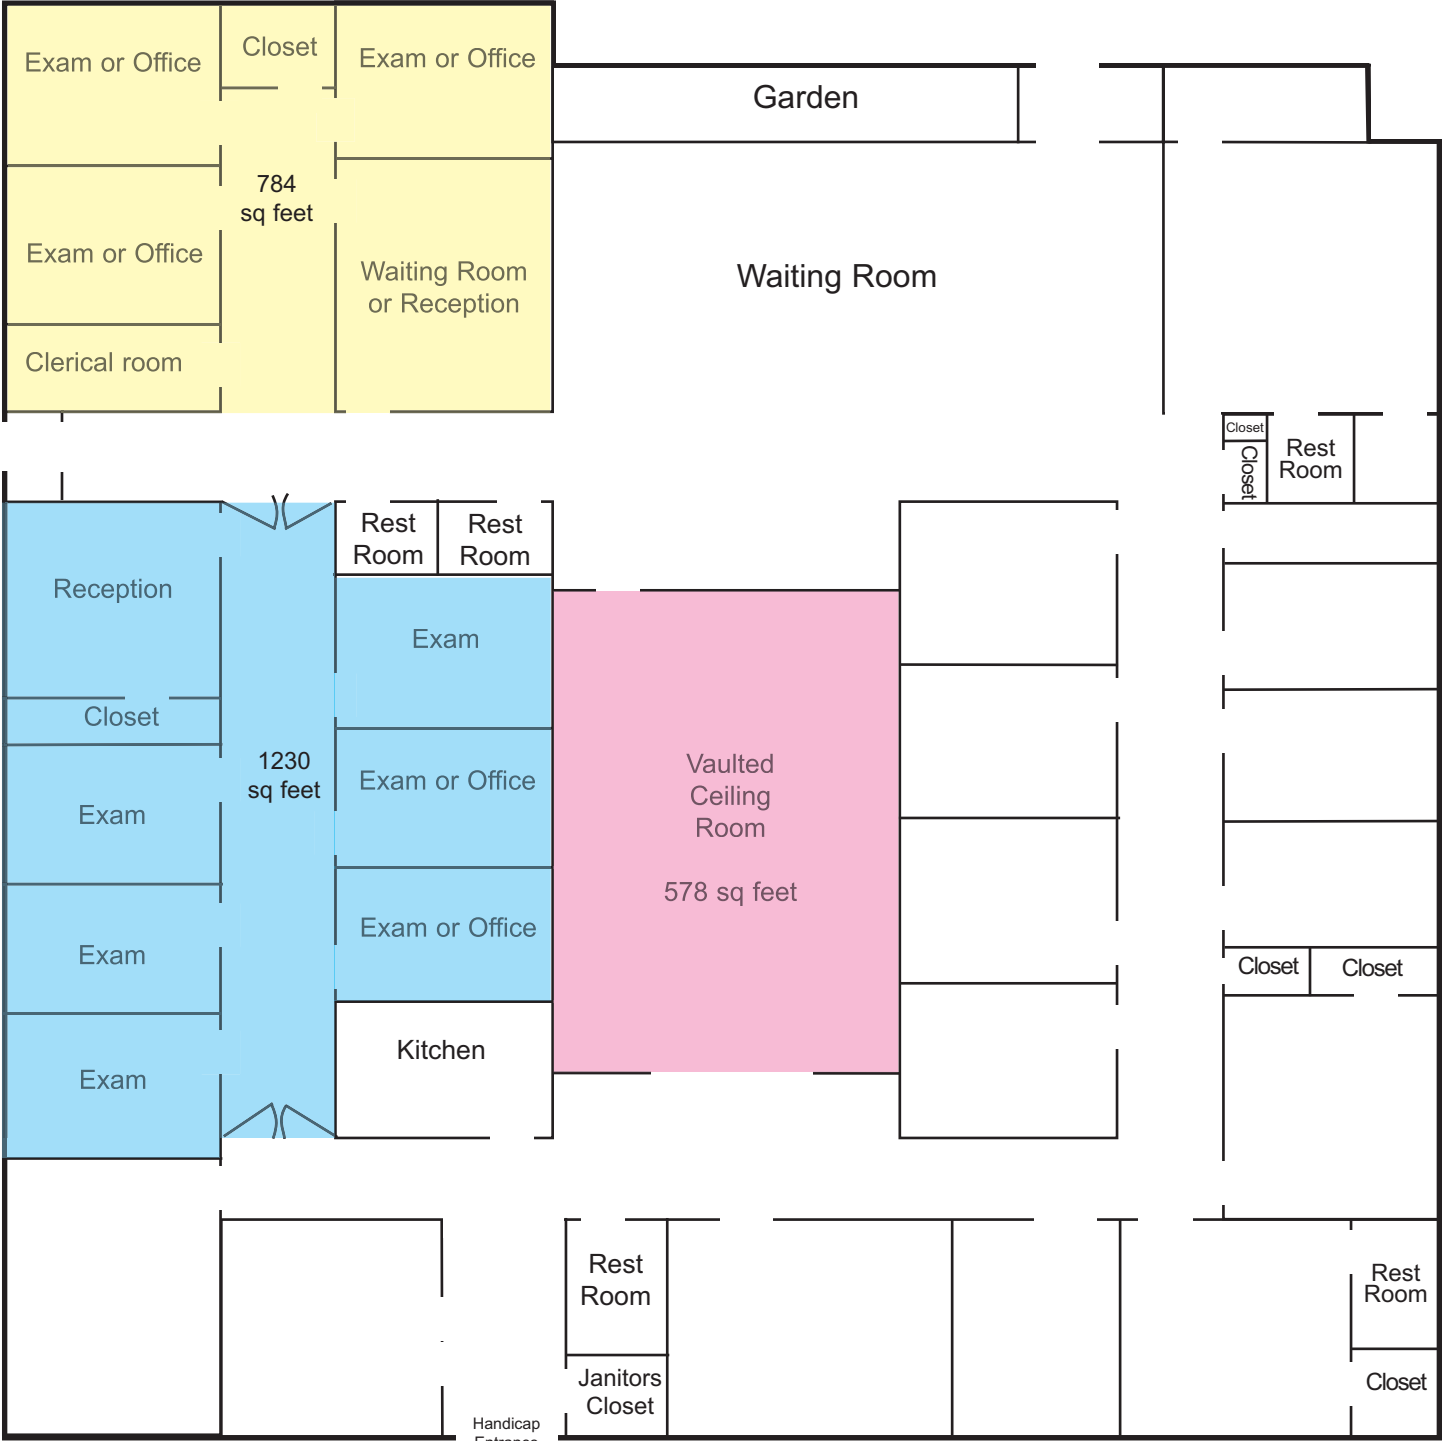 Exam or Office
Closet
Exam or Office
Garden
784
sq feet
Exam or Office
Waiting Room
or Reception
Waiting Room
Clerical room
Closet
Closet
Rest
Room
Rest
Room
Rest
Room
Reception
Exam
Closet
1230
sq feet
Exam
Exam or Office
Vaulted
Ceiling
Room
578 sq feet
Exam
Exam or Office
Closet
Closet
Exam
Kitchen
Rest
Room
Rest
Room
Janitors
Closet
Closet
Handicap
Entrance